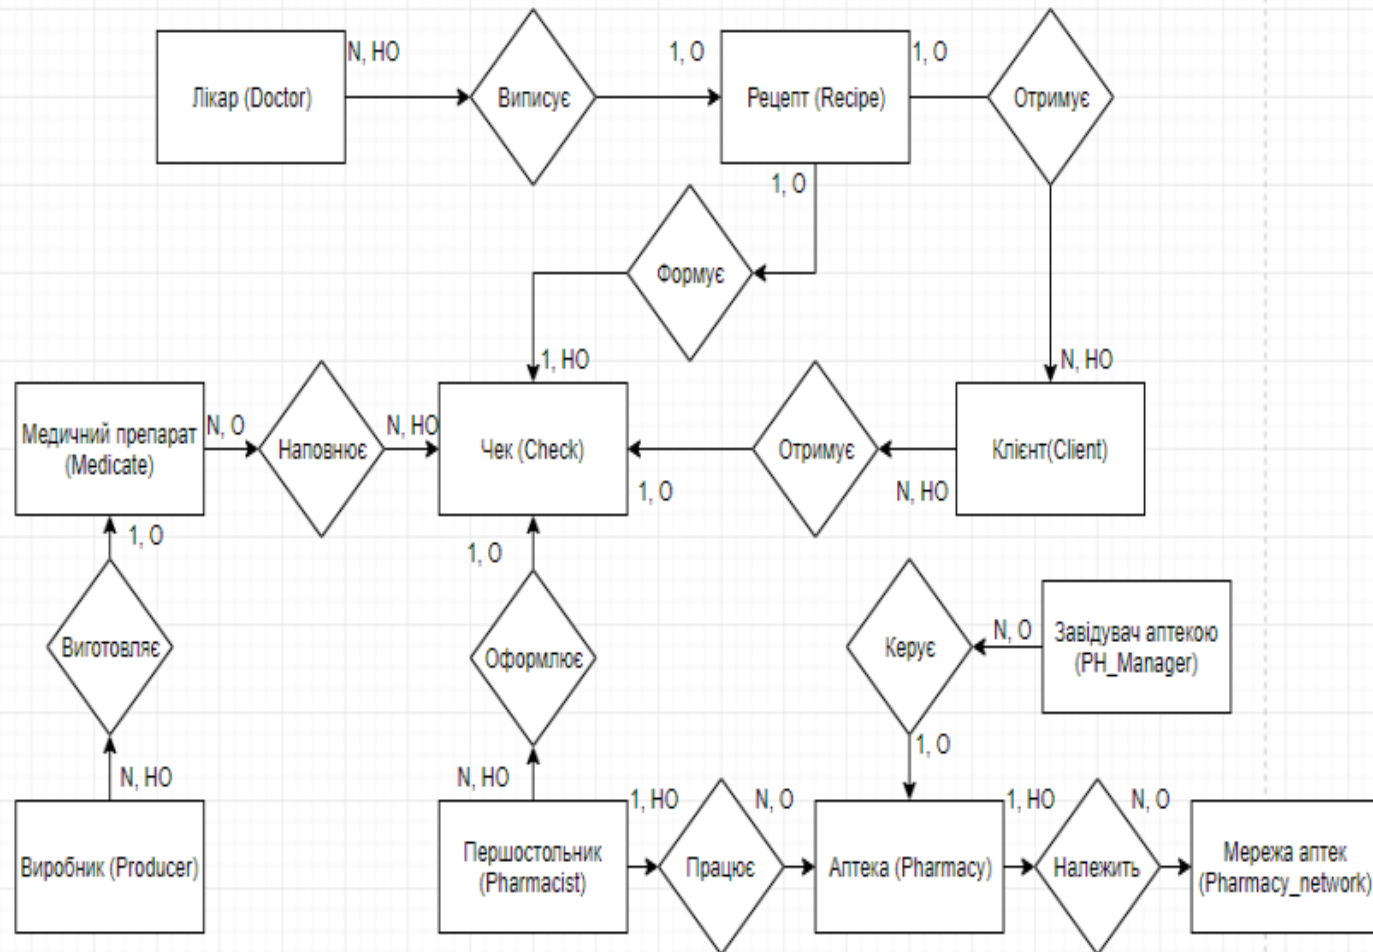 N, НО
1, О
1, О
Лікар (Doctor)
Виписує
Рецепт (Recipe)
Отримує
1, О
Формує
1, НО
N, НО
Медичний препарат
(Medicate)
N, О
Наповнює
N, НО
Чек (Check)
Отримує
Клієнт(Client)
1, О
N, НО
1, О
1, О
Виготовляє
Оформлює
Керує
N, О
Завідувач аптекою
(PH_Manager)
1, О
N, НО
N, НО
1, НО
N, О
1, НО
N, О
Виробник (Producer)
Першостольник
(Pharmacist)
Працює
Аптека (Pharmacy)
Належить
Мережа аптек
(Pharmacy_network)